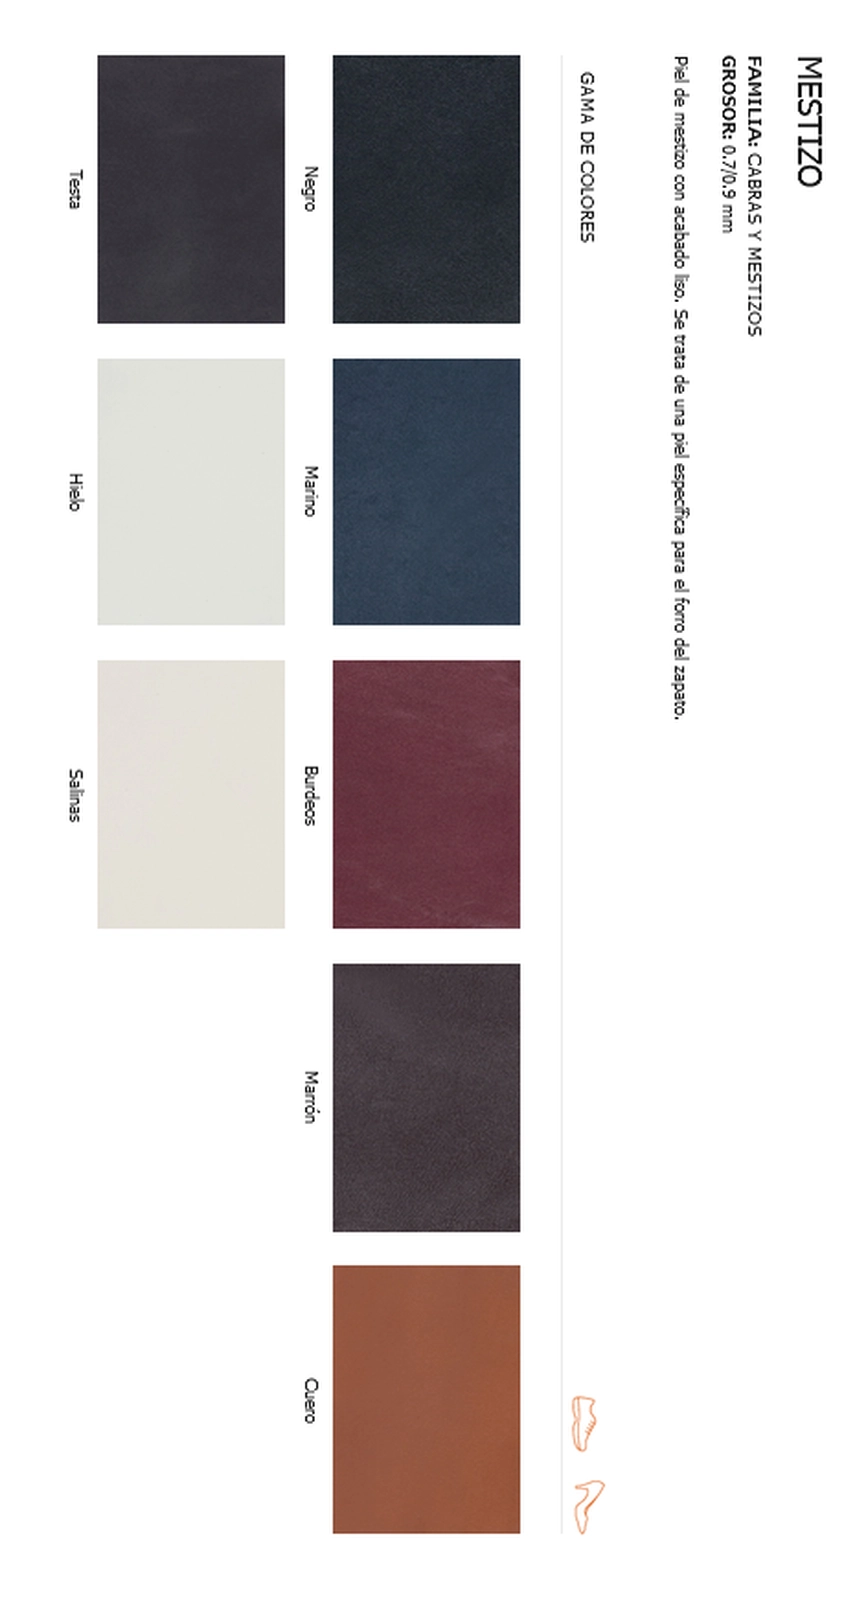 MESTIZO
FAMILIA: CABRAS Y MESTIZOS
GROSOR: 0.7/0.9 mm
Piel de mestizo con acabado liso. Se trata de una piel específica para el forro del zapato.
GAMA DE COLORES
Negro
Marino
Burdeos
Marrón
Cuero
Testa
Hielo
Salinas